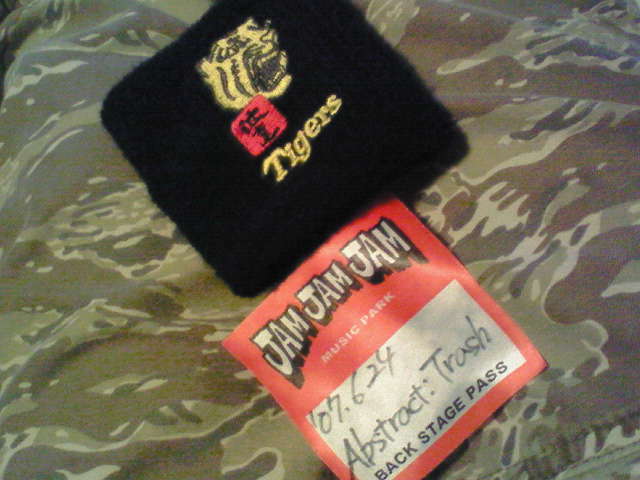 Tigers
JAM JAM JAM
MUSIC PARK
'07.6.24
Abstract: Trash
BACK STAGE PASS